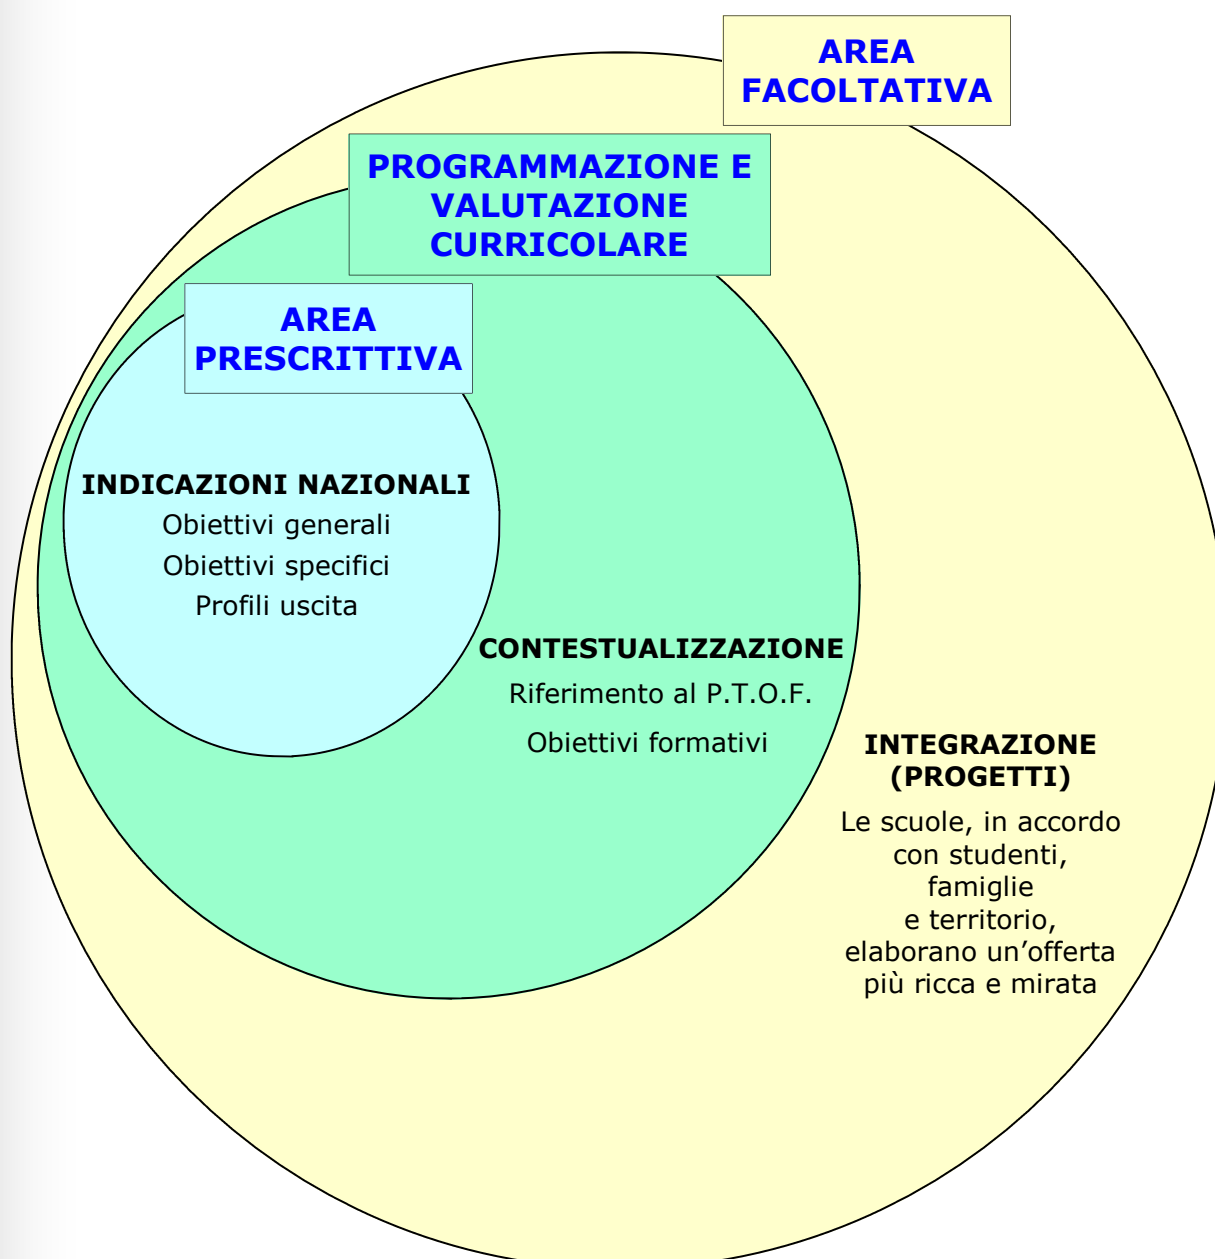 AREA
FACOLTATIVA
PROGRAMMAZIONE E
VALUTAZIONE
CURRICOLARE
AREA
PRESCRITTIVA
INDICAZIONI NAZIONALI
Obiettivi generali
Obiettivi specifici
Profili uscita
CONTESTUALIZZAZIONE
Riferimento al P.T.O.F.
Obiettivi formativi
INTEGRAZIONE
(PROGETTI)
Le scuole, in accordo
con studenti,
famiglie
e territorio,
elaborano un’offerta
più ricca e mirata